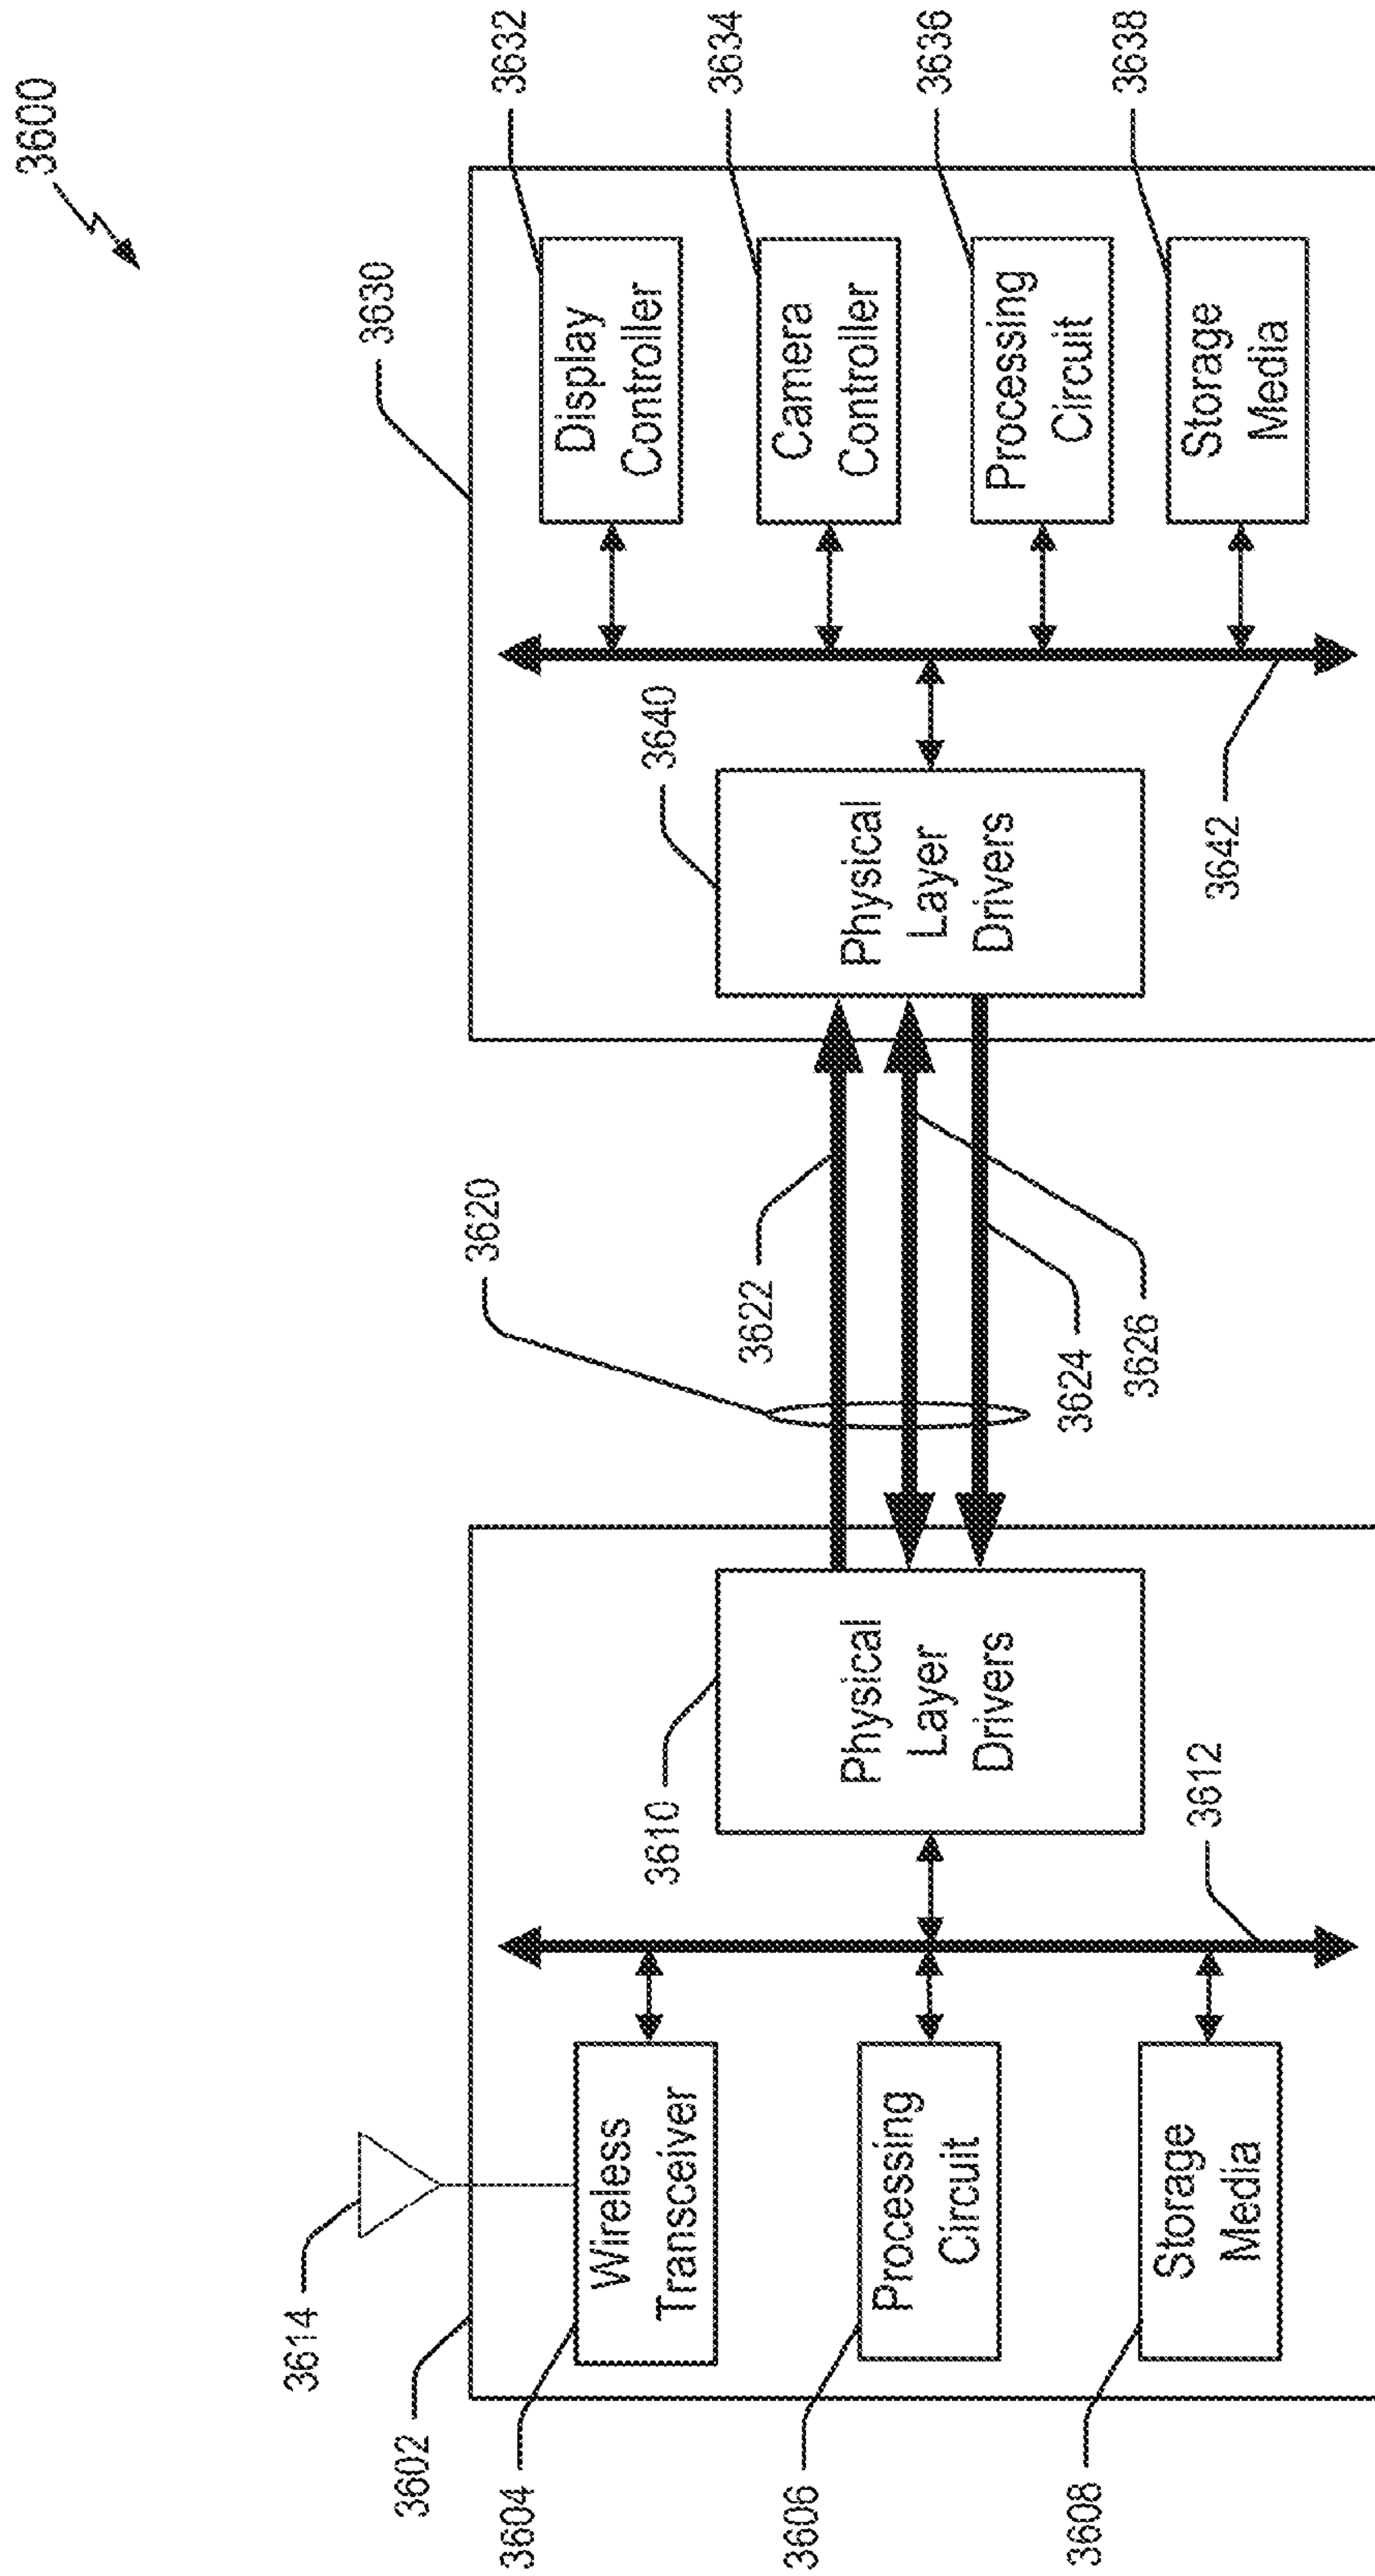 3600
3614
3602
3604
Wireless
Transceiver
3606
Processing
Circuit
3608
Storage
Media
3610
Physical
Layer
Drivers
3612
3620
3622
3624
3626
3630
3640
Physical
Layer
Drivers
3642
Display
Controller
3632
Camera
Controller
3634
Processing
Circuit
3636
Storage
Media
3638